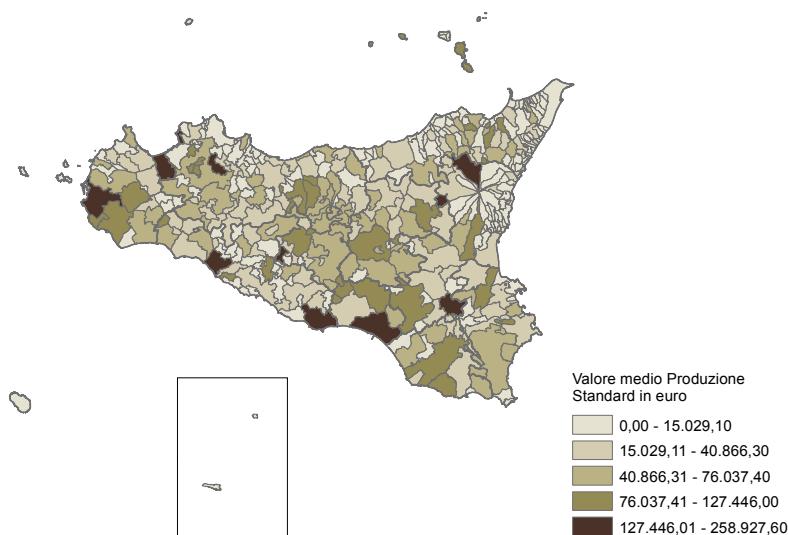 Valore medio Produzione
Standard in euro
0,00 - 15.029,10
15.029,11 - 40.866,30
40.866,31 - 76.037,40
76.037,41 - 127.446,00
127.446,01 - 258.927,60